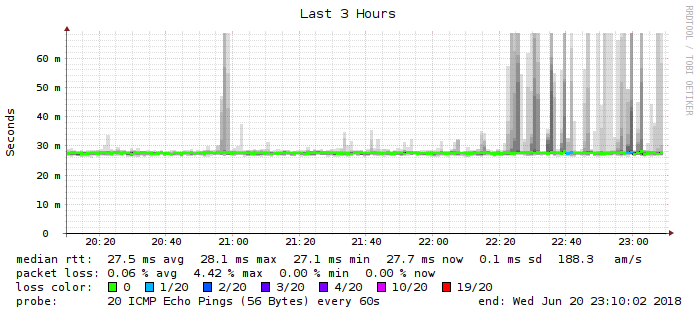 Last 3 Hours
RRDTOOL / TOBI OETIKER
Seconds
60 m
50 m
40 m
30 m
20 m
10 m
0
20:20 20:40 21:00 21:20 21:40 22:00 22:20 22:40 23:00
median rtt: 27.5 ms avg 28.1 ms max 27.1 ms min 27.7 ms now 0.1 ms sd 188.3 am/s
packet loss: 0.06 % avg 4.42 % max 0.00 % min 0.00 % now
loss color: 0 1/20 2/20 3/20 4/20 10/20 19/20
probe: 20 ICMP Echo Pings (56 Bytes) every 60s end: Wed Jun 20 23:10:02 2018